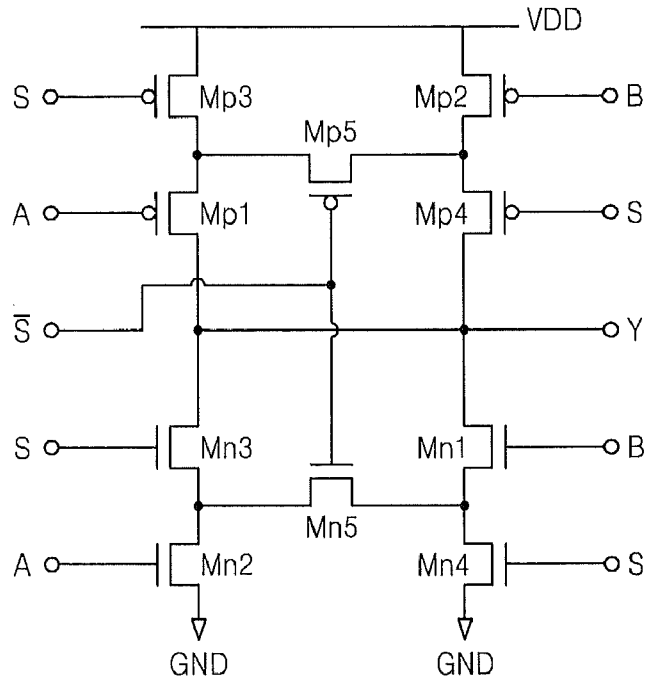 VDD
S Mp3 Mp2 B
Mp5
A Mp1 Mp4 S
S̅ Y
S Mn3 Mn1 B
Mn5
A Mn2 Mn4 S
GND GND